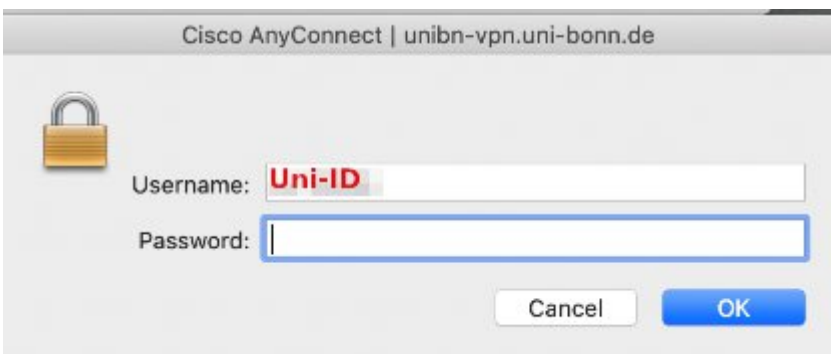 Cisco AnyConnect | unibn-vpn.uni-bonn.de
Username: Uni-ID
Password:
Cancel OK